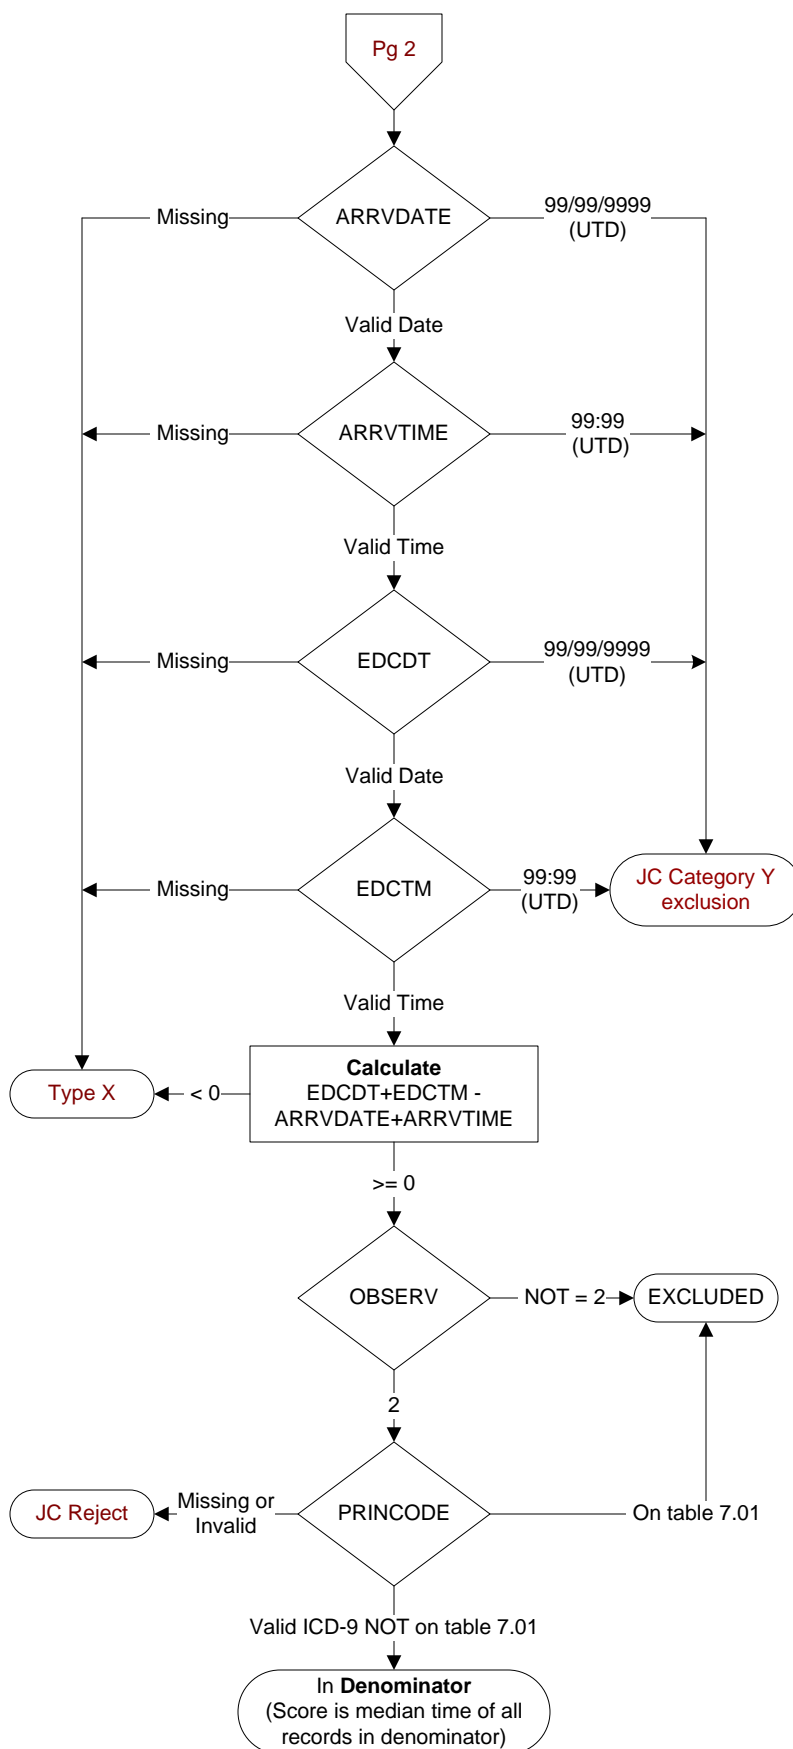 Pg 2
Missing
ARRVDATE
99/99/9999
(UTD)
Valid Date
Missing
ARRVTIME
99:99
(UTD)
Valid Time
Missing
EDCDT
99/99/9999
(UTD)
Valid Date
Missing
EDCTM
99:99
(UTD)
JC Category Y
exclusion
Valid Time
Type X
< 0
Calculate
EDCDT+EDCTM -
ARRVDATE+ARRVTIME
>= 0
OBSERV
NOT = 2
EXCLUDED
2
JC Reject
Missing or
Invalid
PRINCODE
On table 7.01
Valid ICD-9 NOT on table 7.01
In Denominator
(Score is median time of all
records in denominator)